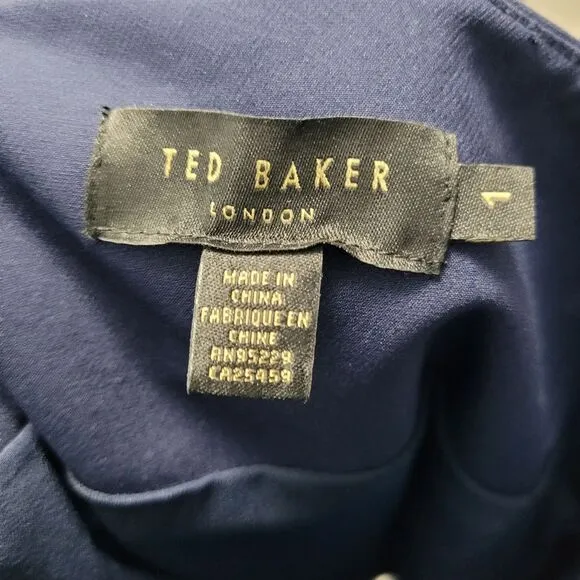 TED BAKER
LONDON
1
MADE IN
CHINA
FABRIQUE EN
CHINE
RN95229
CA25459